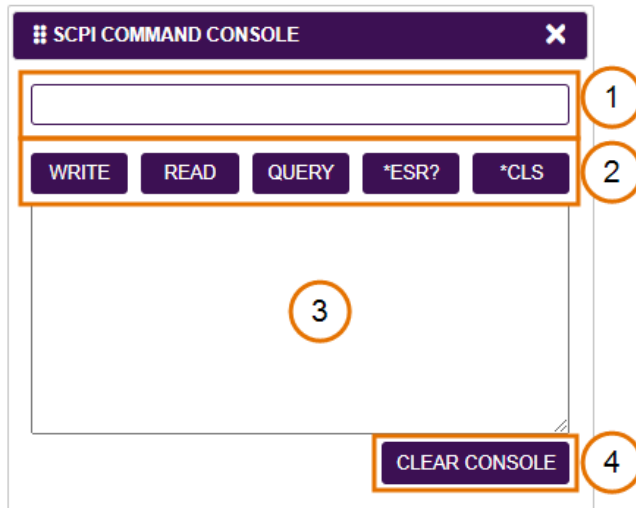 SCPI COMMAND CONSOLE
1
WRITE READ QUERY *ESR? *CLS 2
3
CLEAR CONSOLE 4